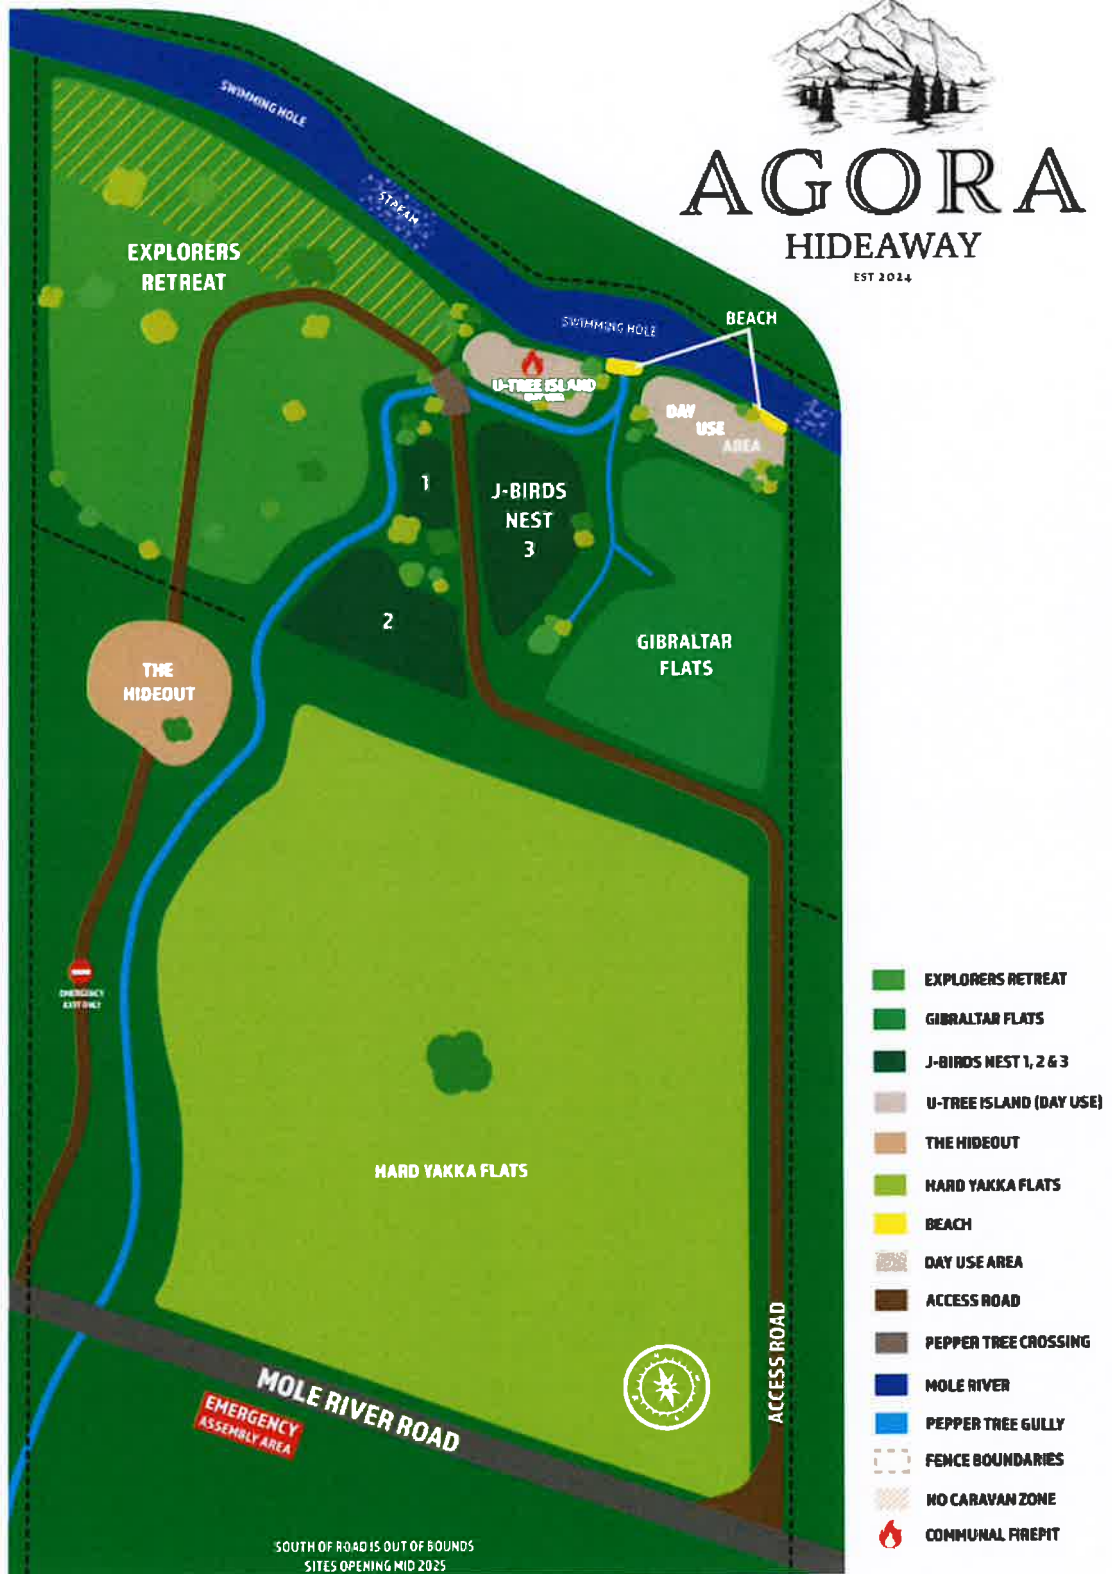 AGORA
HIDEAWAY
EST 2024
SWIMMING HOLE
STREAM
EXPLORERS
RETREAT
SWIMMING HOLE
BEACH
U-TREE ISLAND
DAY
USE
AREA
1
J-BIRDS
NEST
3
2
GIBRALTAR
FLATS
THE
HIDEOUT
EMERGENCY
EXIT ONLY
HARD YAKKA FLATS
ACCESS ROAD
MOLE RIVER ROAD
EMERGENCY
ASSEMBLY AREA
SOUTH OF ROAD IS OUT OF BOUNDS
SITES OPENING MID 2025
EXPLORERS RETREAT
GIBRALTAR FLATS
J-BIRDS NEST 1, 2 & 3
U-TREE ISLAND (DAY USE)
THE HIDEOUT
HARD YAKKA FLATS
BEACH
DAY USE AREA
ACCESS ROAD
PEPPER TREE CROSSING
MOLE RIVER
PEPPER TREE GULLY
FENCE BOUNDARIES
NO CARAVAN ZONE
COMMUNAL FIREPIT